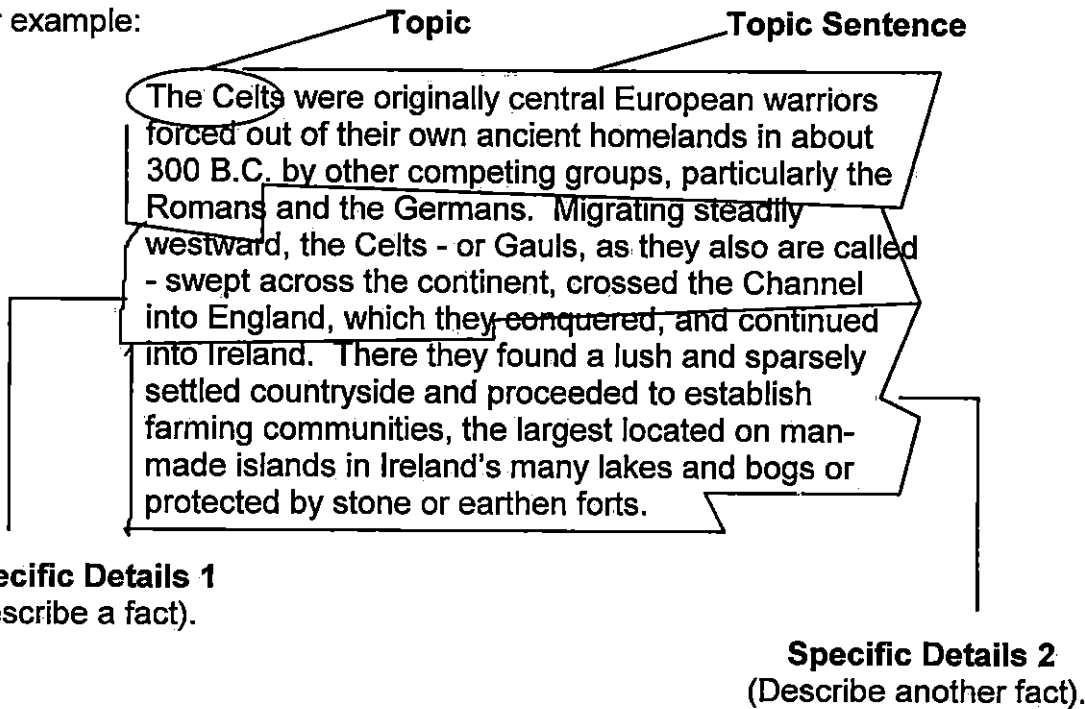 r example:
Topic
Topic Sentence
The Celts were originally central European warriors
forced out of their own ancient homelands in about
300 B.C. by other competing groups, particularly the
Romans and the Germans. Migrating steadily
westward, the Celts - or Gauls, as they also are called
- swept across the continent, crossed the Channel
into England, which they conquered, and continued
into Ireland. There they found a lush and sparsely
settled countryside and proceeded to establish
farming communities, the largest located on man-
made islands in Ireland's many lakes and bogs or
protected by stone or earthen forts.
ecific Details 1
escribe a fact).
Specific Details 2
(Describe another fact).